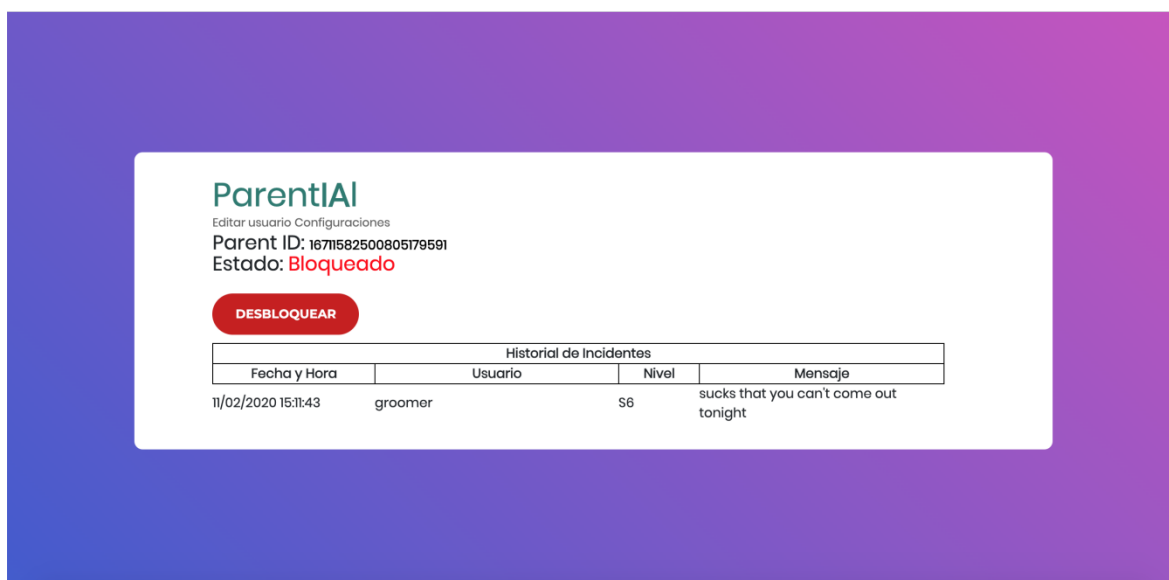 ParentIAl
Editar usuario Configuraciones
Parent ID: 16711582500805179591
Estado: Bloqueado
DESBLOQUEAR
Historial de Incidentes
Fecha y Hora Usuario Nivel Mensaje
11/02/2020 15:11:43 groomer S6 sucks that you can't come out
tonight